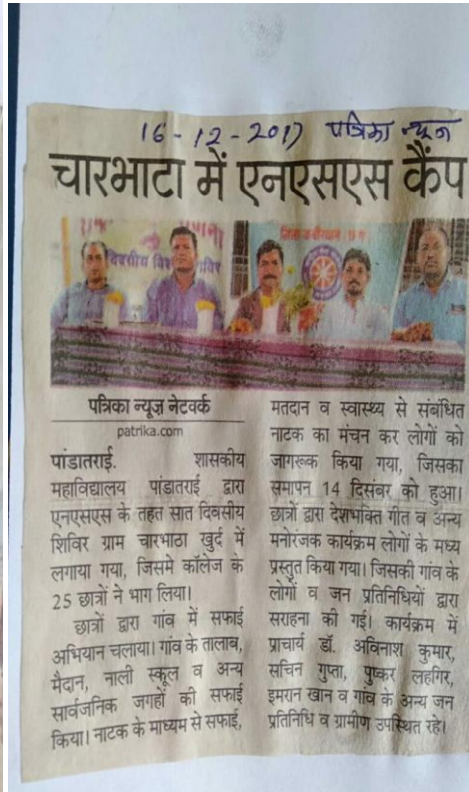 16-12-2017 पत्रिका न्यूज
चारभाटा में एनएसएस कैंप
पत्रिका न्यूज नेटवर्क
patrika.com
पांडातराई. शासकीय
महाविद्यालय पांडातराई द्वारा
एनएसएस के तहत सात दिवसीय
शिविर ग्राम चारभाठा खुर्द में
लगाया गया, जिसमे कॉलेज के
25 छात्रों ने भाग लिया।
छात्रों द्वारा गांव में सफाई
अभियान चलाया। गांव के तालाब,
मैदान, नाली स्कूल व अन्य
सार्वजनिक जगहों की सफाई
किया। नाटक के माध्यम से सफाई,
मतदान व स्वास्थ्य से संबंधित
नाटक का मंचन कर लोगों को
जागरूक किया गया, जिसका
समापन 14 दिसंबर को हुआ।
छात्रों द्वारा देशभक्ति गीत व अन्य
मनोरंजक कार्यक्रम लोगों के मध्य
प्रस्तुत किया गया। जिसकी गांव के
लोगों व जन प्रतिनिधियों द्वारा
सराहना की गई। कार्यक्रम में
प्राचार्य डॉ. अविनाश कुमार,
सचिन गुप्ता, पुष्कर लहगिर,
इमरान खान व गांव के अन्य जन
प्रतिनिधि व ग्रामीण उपस्थित रहे।